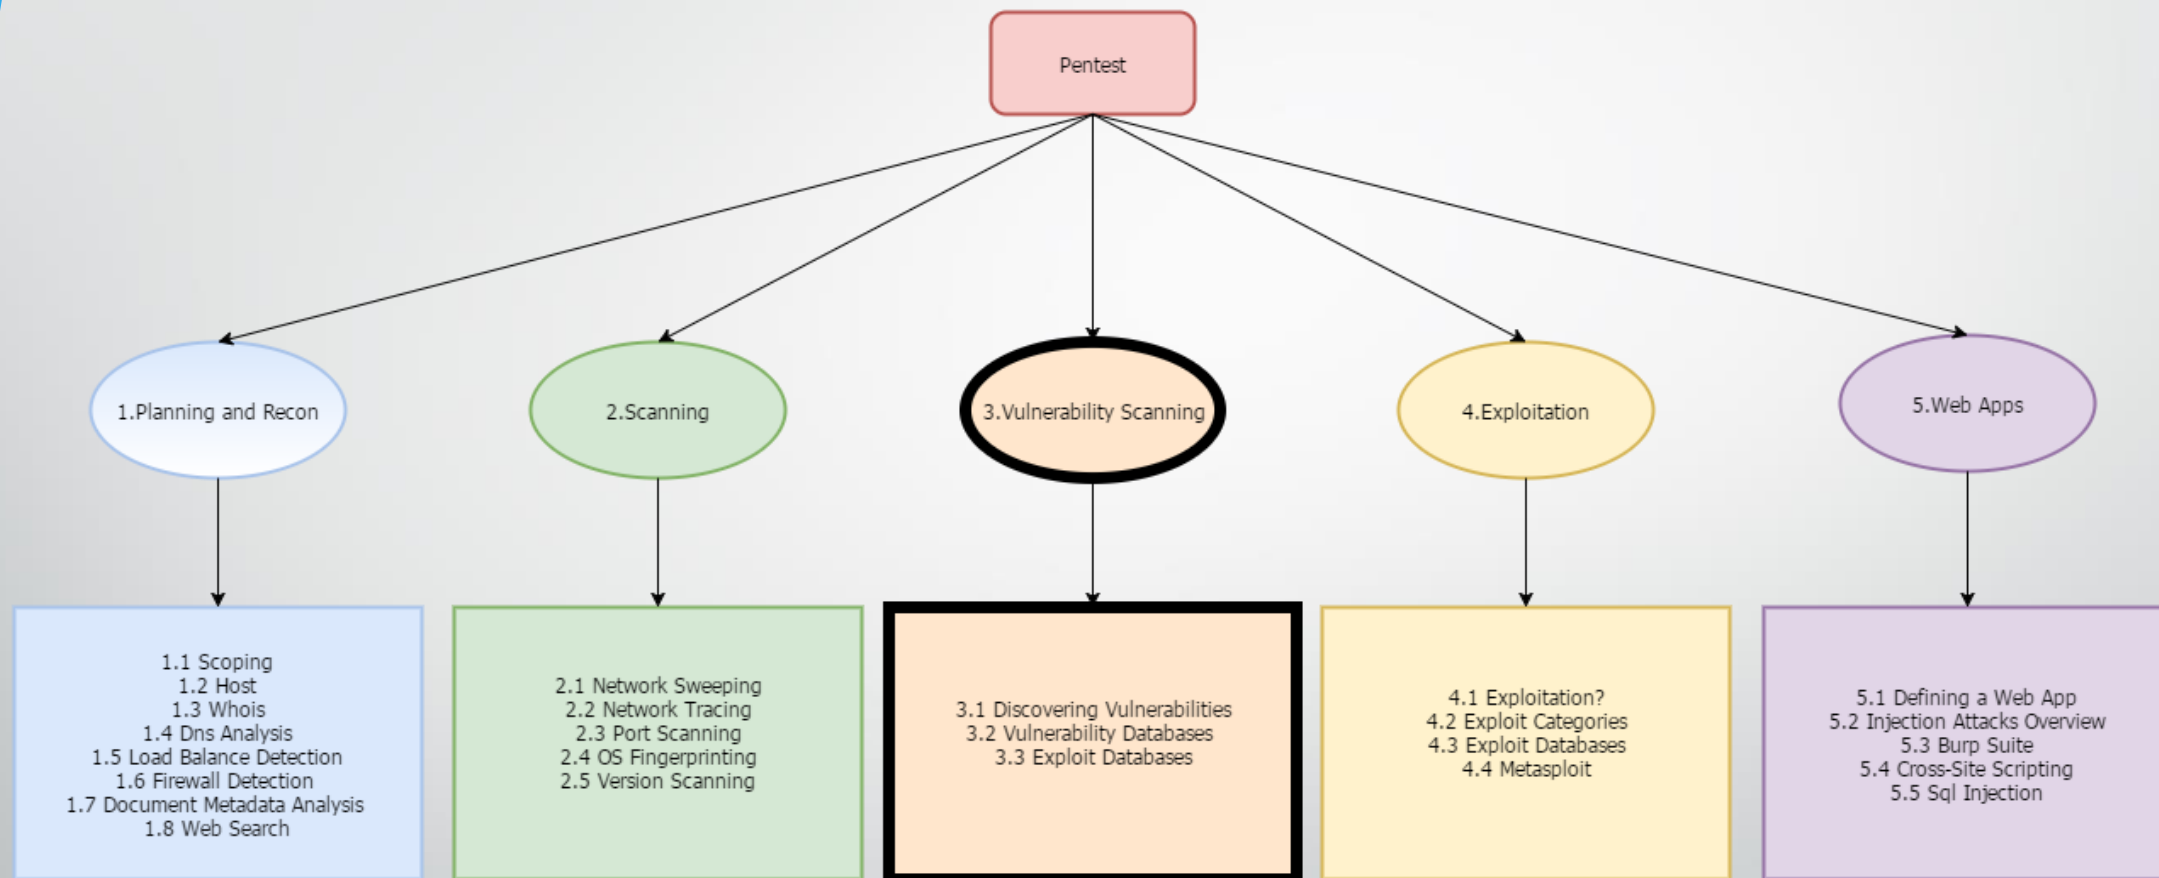 Pentest
1.Planning and Recon
2.Scanning
3.Vulnerability Scanning
4.Exploitation
5.Web Apps
1.1 Scoping
1.2 Host
1.3 Whois
1.4 Dns Analysis
1.5 Load Balance Detection
1.6 Firewall Detection
1.7 Document Metadata Analysis
1.8 Web Search
2.1 Network Sweeping
2.2 Network Tracing
2.3 Port Scanning
2.4 OS Fingerprinting
2.5 Version Scanning
3.1 Discovering Vulnerabilities
3.2 Vulnerability Databases
3.3 Exploit Databases
4.1 Exploitation?
4.2 Exploit Categories
4.3 Exploit Databases
4.4 Metasploit
5.1 Defining a Web App
5.2 Injection Attacks Overview
5.3 Burp Suite
5.4 Cross-Site Scripting
5.5 Sql Injection